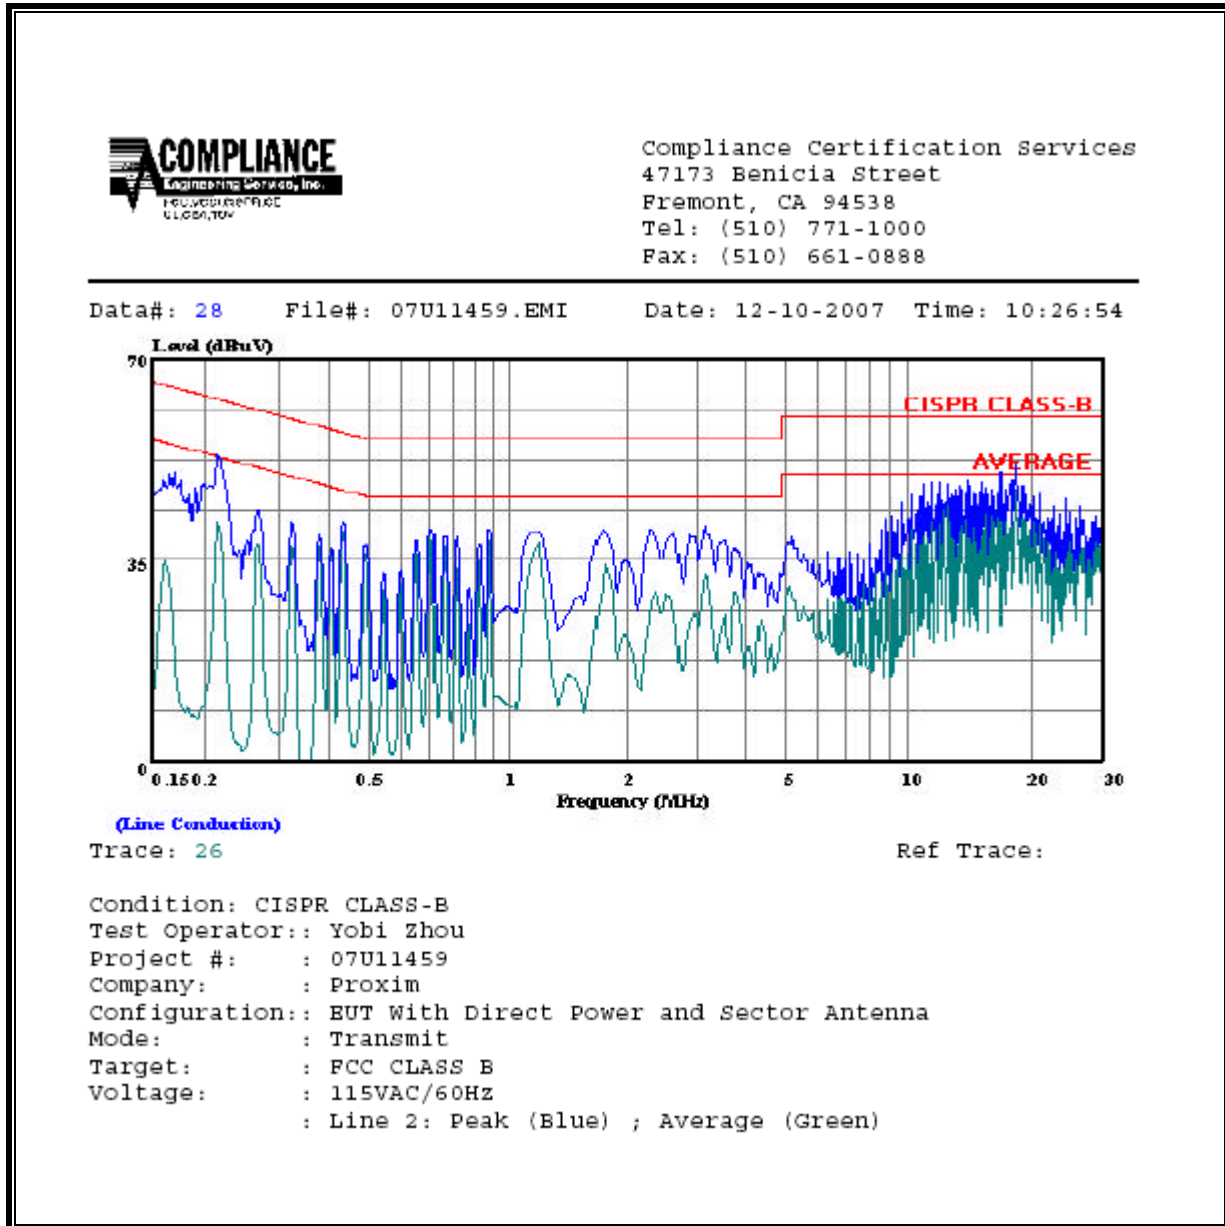 COMPLIANCE
Engineering Service, Inc.
Compliance Certification Services
47173 Benicia Street
Fremont, CA 94538
Tel: (510) 771-1000
Fax: (510) 661-0888
Data#: 28 File#: 07U11459.EMI Date: 12-10-2007 Time: 10:26:54
Level (dBuV)
70
CISPR CLASS-B
AVERAGE
35
0
0.15 0.2 0.5 1 2 5 10 20 30
Frequency (MHz)
(Line Conduction)
Trace: 26 Ref Trace:
Condition: CISPR CLASS-B
Test Operator:: Yobi Zhou
Project #: : 07U11459
Company: : Proxim
Configuration:: EUT With Direct Power and Sector Antenna
Mode: : Transmit
Target: : FCC CLASS B
Voltage: : 115VAC/60Hz
: Line 2: Peak (Blue) ; Average (Green)